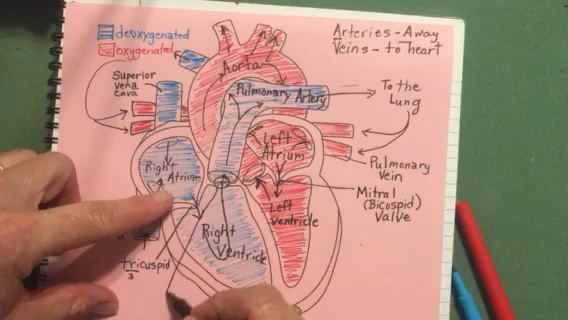 deoxygenated
oxygenated
Arteries - Away
Veins - to heart
Superior
vena
cava
Aorta
Pulmonary Artery
To the
Lung
Left
Atrium
Right
Atrium
Pulmonary
Vein
Mitral
(Bicuspid)
Valve
Left
Ventricle
Right
Ventricle
tricuspid
3